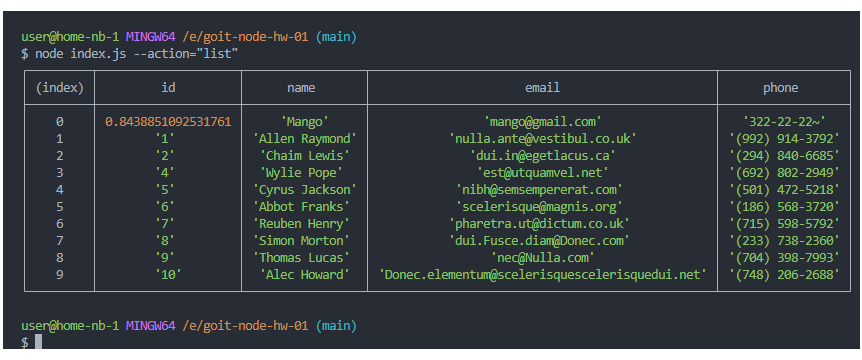 user@home-nb-1 MINGW64 /e/goit-node-hw-01 (main)
$ node index.js --action="list"
(index) id name email phone
0 0.8438851092531761 'Mango' 'mango@gmail.com' '322-22-22~'
1 '1' 'Allen Raymond' 'nulla.ante@vestibul.co.uk' '(992) 914-3792'
2 '2' 'Chaim Lewis' 'dui.in@egetlacus.ca' '(294) 840-6685'
3 '4' 'Wylie Pope' 'est@utquamvel.net' '(692) 802-2949'
4 '5' 'Cyrus Jackson' 'nibh@semsempererat.com' '(501) 472-5218'
5 '6' 'Abbot Franks' 'scelerisque@magnis.org' '(186) 568-3720'
6 '7' 'Reuben Henry' 'pharetra.ut@dictum.co.uk' '(715) 598-5792'
7 '8' 'Simon Morton' 'dui.Fusce.diam@Donec.com' '(233) 738-2360'
8 '9' 'Thomas Lucas' 'nec@Nulla.com' '(704) 398-7993'
9 '10' 'Alec Howard' 'Donec.elementum@scelerisquescelerisquedui.net' '(748) 206-2688'
user@home-nb-1 MINGW64 /e/goit-node-hw-01 (main)
$